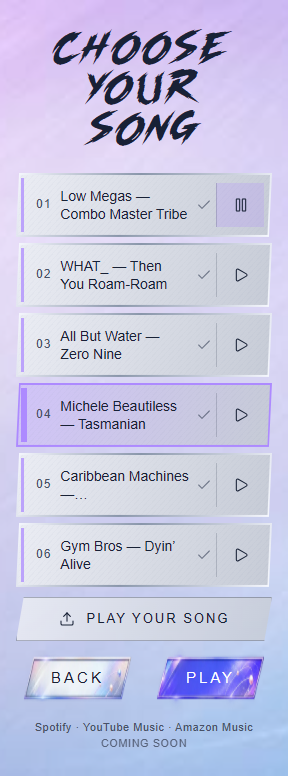 CHOOSE
YOUR
SONG
01 Low Megas —
Combo Master Tribe
02 WHAT_ — Then
You Roam-Roam
03 All But Water —
Zero Nine
04 Michele Beautiless
— Tasmanian
05 Caribbean Machines
—…
06 Gym Bros — Dyin’
Alive
PLAY YOUR SONG
BACK PLAY
Spotify · YouTube Music · Amazon Music
COMING SOON